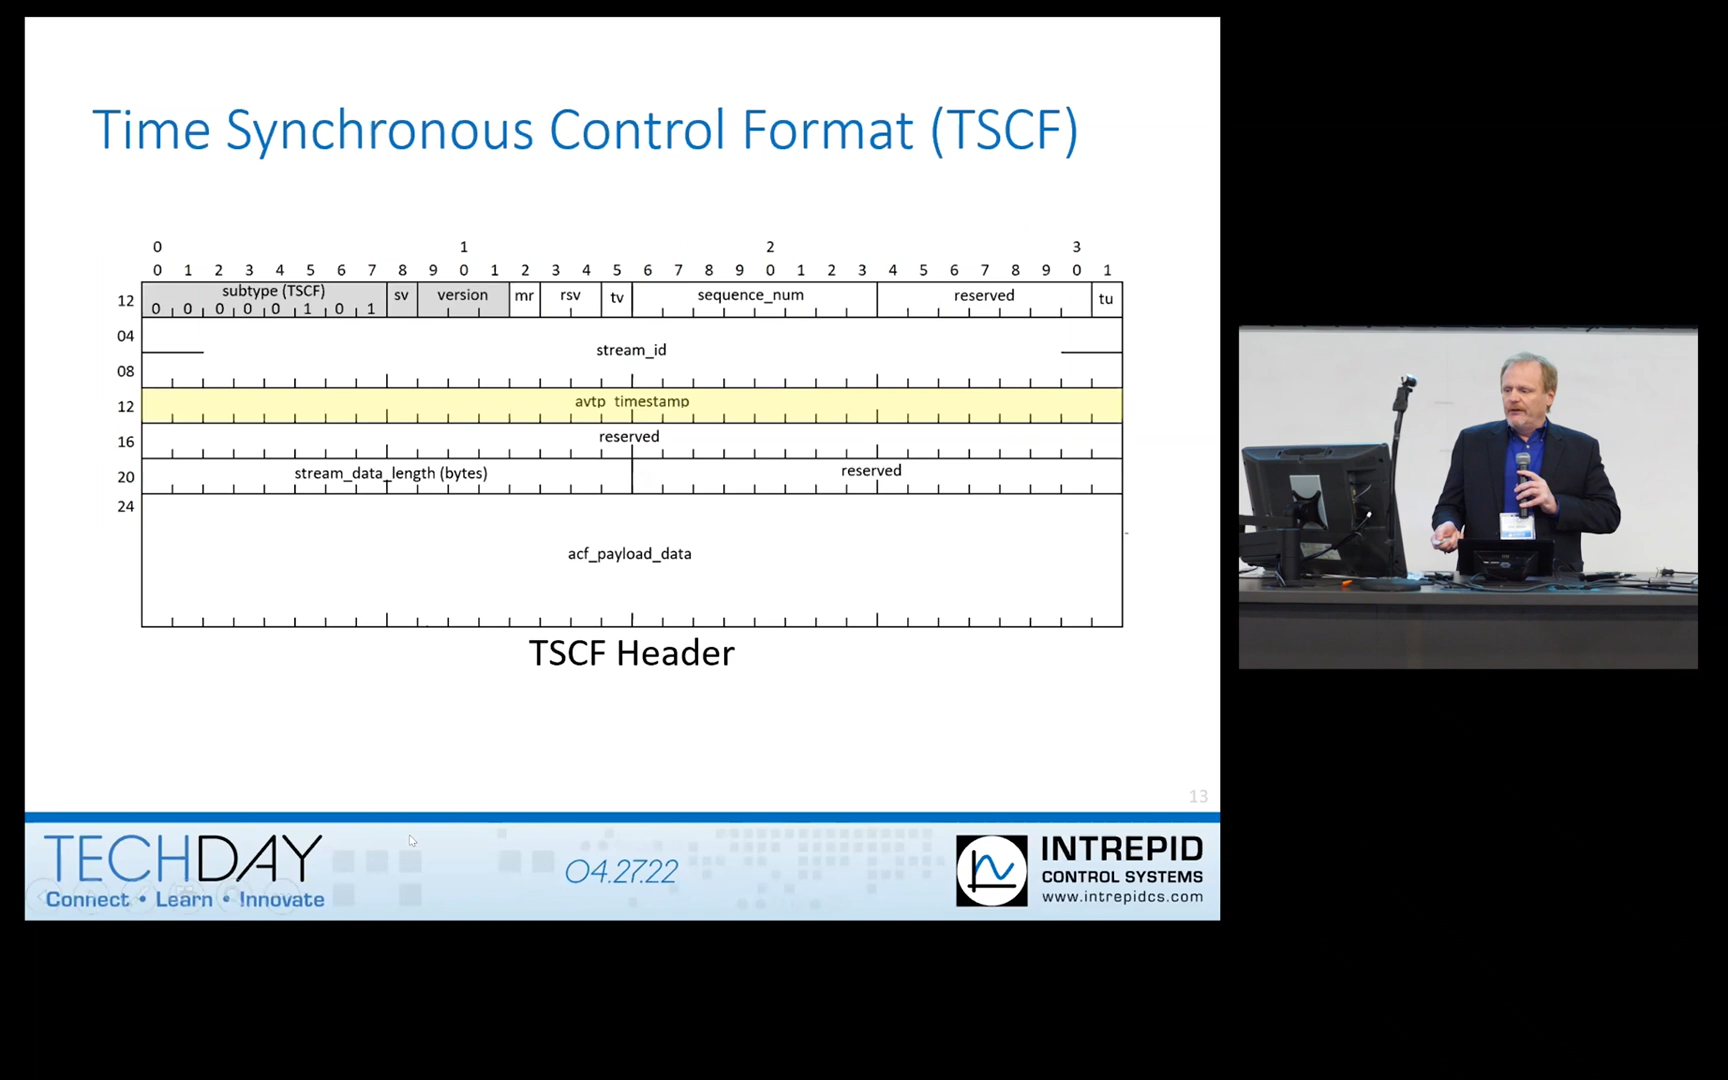 Time Synchronous Control Format (TSCF)
0 1 2 3
0 1 2 3 4 5 6 7 8 9 0 1 2 3 4 5 6 7 8 9 0 1 2 3 4 5 6 7 8 9 0 1
12 subtype (TSCF) sv version mr rsv tv sequence_num reserved tu
0 0 0 0 0 1 0 1
04
stream_id
08
12 avtp_timestamp
16 reserved
20 stream_data_length (bytes) reserved
24
acf_payload_data
TSCF Header
13
TECHDAY
Connect • Learn • Innovate
04.27.22
INTREPID
CONTROL SYSTEMS
www.intrepidcs.com